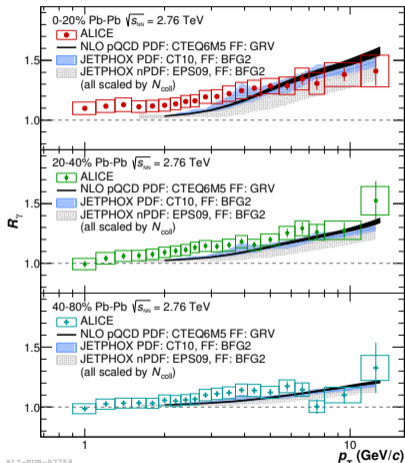 0-20% Pb-Pb √sNN = 2.76 TeV
ALICE
NLO pQCD PDF: CTEQ6M5 FF: GRV
JETPHOX PDF: CT10, FF: BFG2
JETPHOX nPDF: EPS09, FF: BFG2
(all scaled by Ncoll)
1.5
1.0
20-40% Pb-Pb √sNN = 2.76 TeV
ALICE
NLO pQCD PDF: CTEQ6M5 FF: GRV
JETPHOX PDF: CT10, FF: BFG2
JETPHOX nPDF: EPS09, FF: BFG2
(all scaled by Ncoll)
Rγ
1.5
1.0
40-80% Pb-Pb √sNN = 2.76 TeV
ALICE
NLO pQCD PDF: CTEQ6M5 FF: GRV
JETPHOX PDF: CT10, FF: BFG2
JETPHOX nPDF: EPS09, FF: BFG2
(all scaled by Ncoll)
1.5
1.0
1 10
pT (GeV/c)